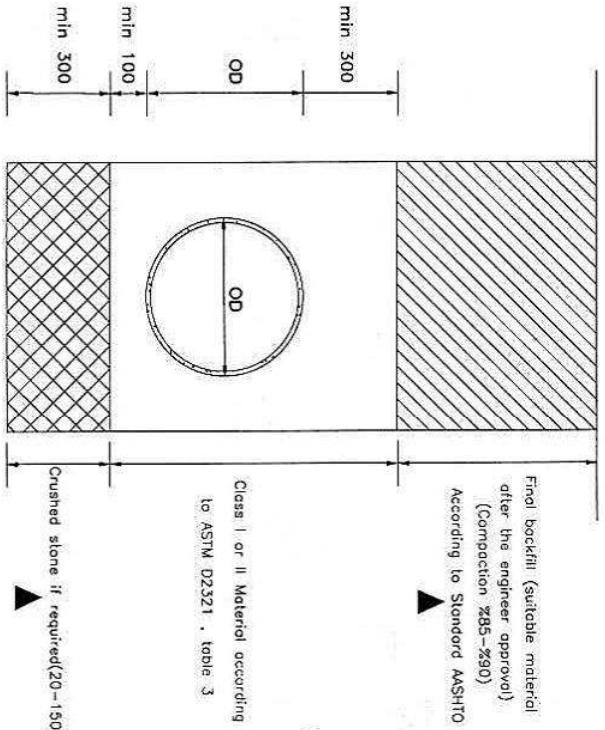 min 300
OD
min 100
min 300
OD
Final backfill (suitable material
after the engineer approval)
(Compaction %85-%90)
According to Standard AASHTO
Class I or II Material according
to ASTM D2321 , table 3
Crushed stone if required(20-150